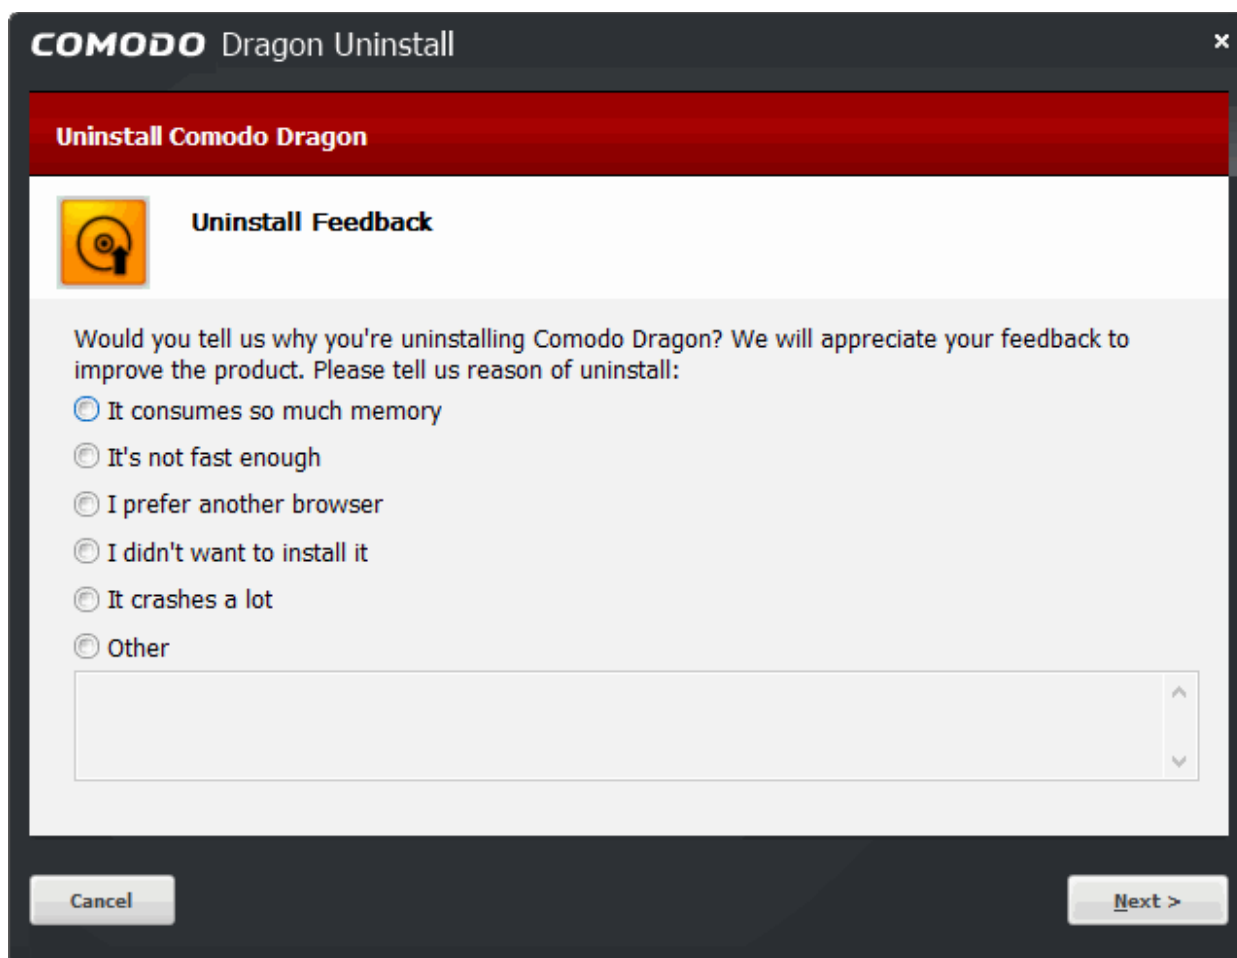 COMODO Dragon Uninstall
Uninstall Comodo Dragon
Uninstall Feedback
Would you tell us why you're uninstalling Comodo Dragon? We will appreciate your feedback to
improve the product. Please tell us reason of uninstall:
It consumes so much memory
It's not fast enough
I prefer another browser
I didn't want to install it
It crashes a lot
Other
Cancel
Next >